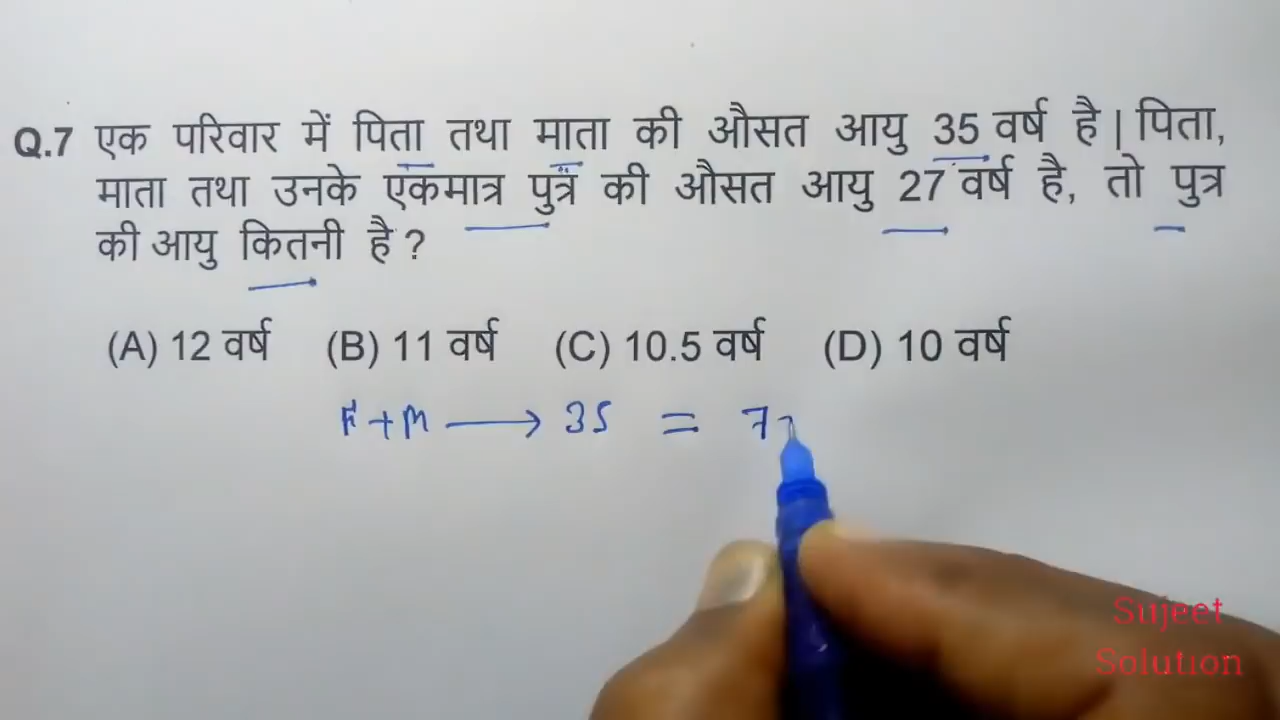 Q.7 एक परिवार में पिता तथा माता की औसत आयु 35 वर्ष है | पिता,
माता तथा उनके एकमात्र पुत्र की औसत आयु 27 वर्ष है, तो पुत्र
की आयु कितनी है ?
(A) 12 वर्ष (B) 11 वर्ष (C) 10.5 वर्ष (D) 10 वर्ष
F + M ⟶ 35 = 7
Sujeet
Solution